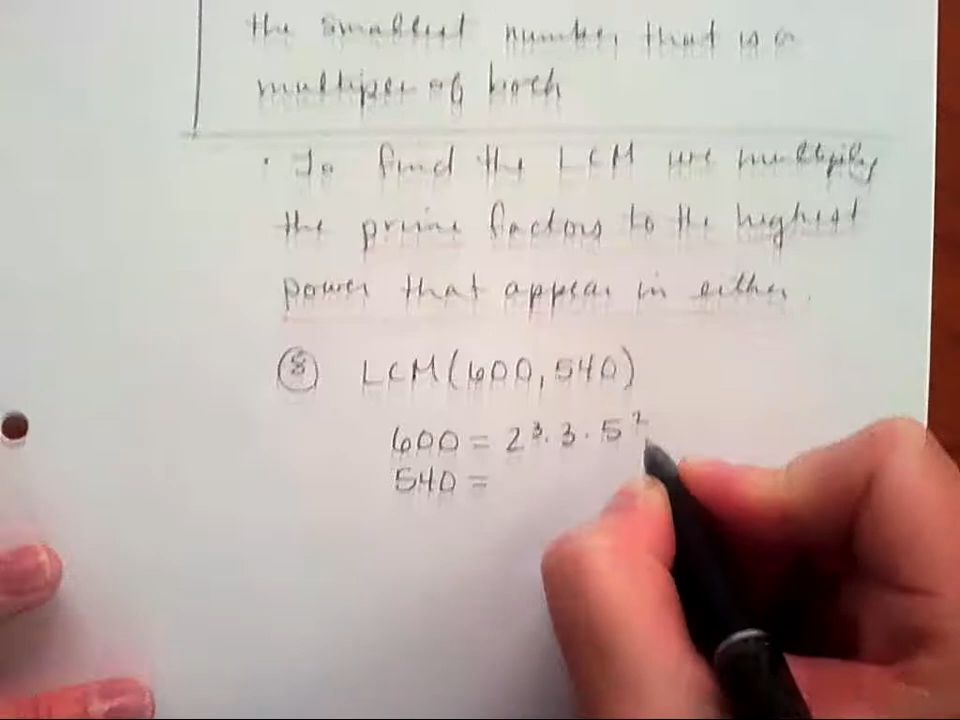 the smallest number that is a
multiple of both
• To find the LCM we multiply
the prime factors to the highest
power that appear in either.
⑧ LCM(600,540)
600 = 2³·3·5²
540 =